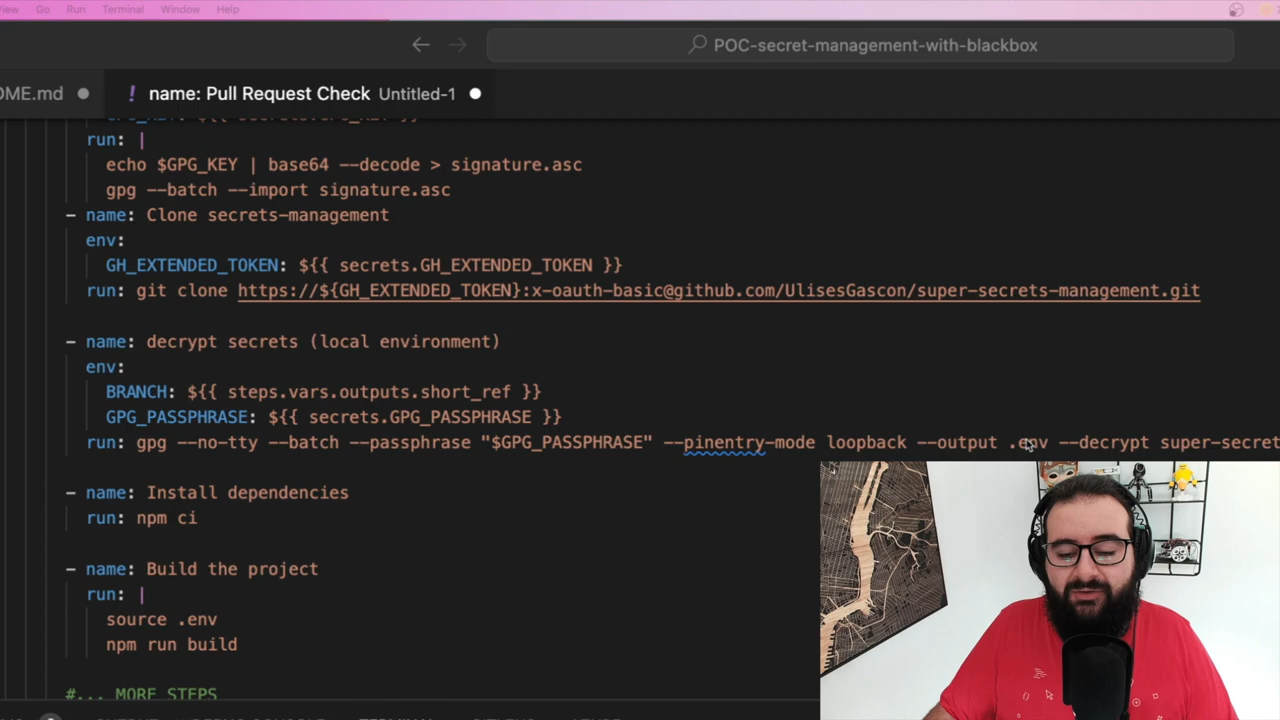 View Go Run Terminal Window Help
POC-secret-management-with-blackbox
OME.md
! name: Pull Request Check Untitled-1
run: |
echo $GPG_KEY | base64 --decode > signature.asc
gpg --batch --import signature.asc
- name: Clone secrets-management
env:
GH_EXTENDED_TOKEN: ${{ secrets.GH_EXTENDED_TOKEN }}
run: git clone https://${GH_EXTENDED_TOKEN}:x-oauth-basic@github.com/UlisesGascon/super-secrets-management.git
- name: decrypt secrets (local environment)
env:
BRANCH: ${{ steps.vars.outputs.short_ref }}
GPG_PASSPHRASE: ${{ secrets.GPG_PASSPHRASE }}
run: gpg --no-tty --batch --passphrase "$GPG_PASSPHRASE" --pinentry-mode loopback --output .env --decrypt super-secret
- name: Install dependencies
run: npm ci
- name: Build the project
run: |
source .env
npm run build
#... MORE STEPS